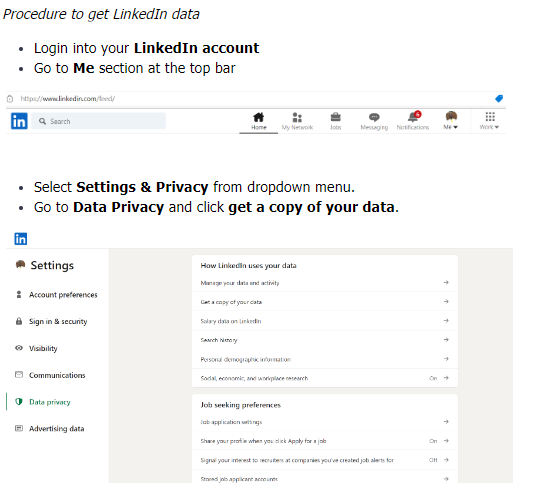 Procedure to get LinkedIn data
Login into your LinkedIn account
Go to Me section at the top bar
https://www.linkedin.com/feed/
in Search Home My Network Jobs Messaging Notifications Me Work
Select Settings & Privacy from dropdown menu.
Go to Data Privacy and click get a copy of your data.
in
Settings
Account preferences
Sign in & security
Visibility
Communications
Data privacy
Advertising data
How LinkedIn uses your data
Manage your data and activity
Get a copy of your data
Salary data on LinkedIn
Search history
Personal demographic information
Social, economic, and workplace research On
Job seeking preferences
Job application settings
Share your profile when you click Apply for a job On
Signal your interest to recruiters at companies you've created job alerts for Off
Stored job applicant accounts